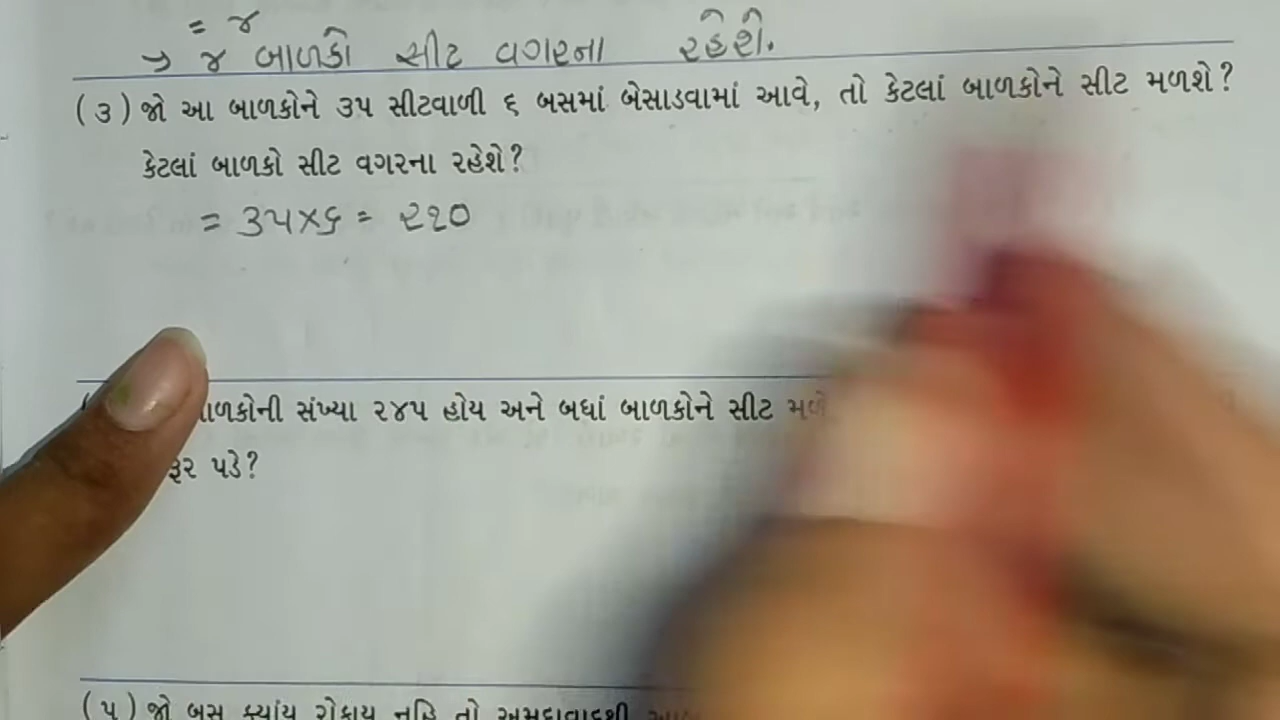 = ૪
→ ૪ બાળકો સીટ વગરના રહેશે.
(૩) જો આ બાળકોને ૩૫ સીટવાળી ૬ બસમાં બેસાડવામાં આવે, તો કેટલાં બાળકોને સીટ મળશે?
કેટલાં બાળકો સીટ વગરના રહેશે?
= ૩૫×૬ = ૨૧૦
સંખ્યા ૨૪૫ હોય અને બધાં બાળકોને સીટ
પડે?
(૫) જો બસ ક્યાંય રોકાય નહિ તો અમદાવાદથી